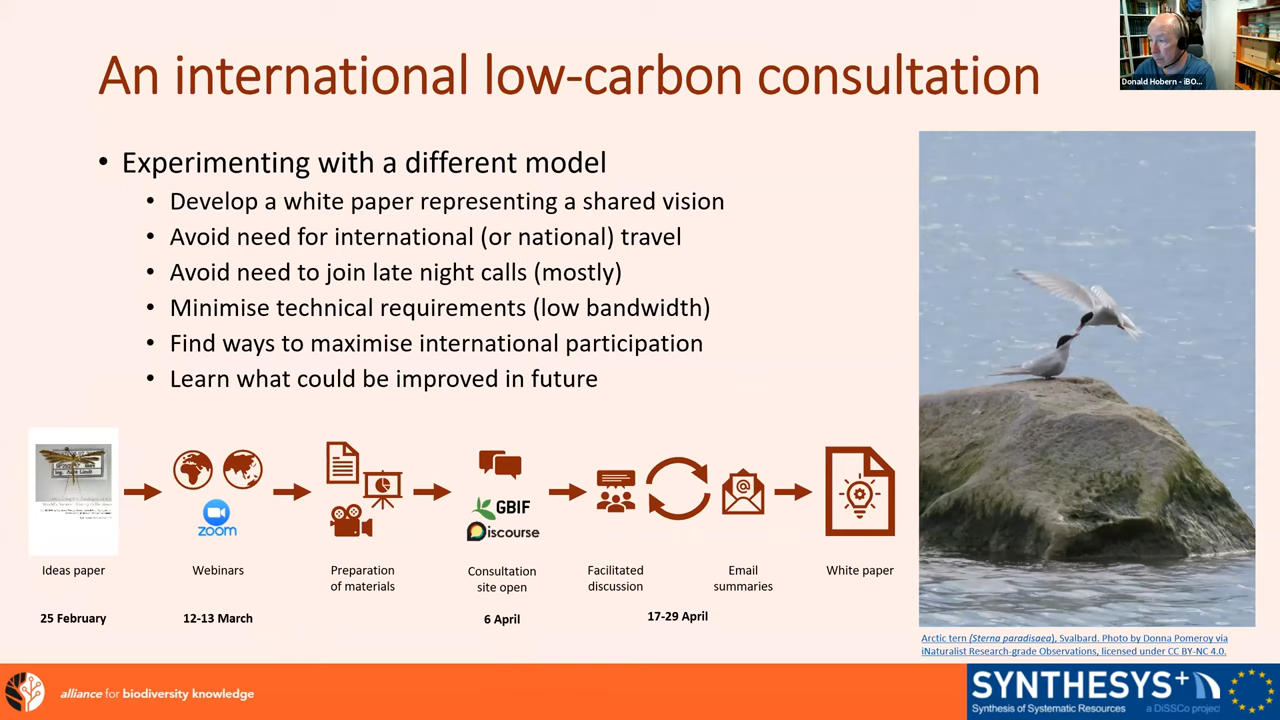 An international low-carbon consultation
Donald Hobern - iBO...
• Experimenting with a different model
• Develop a white paper representing a shared vision
• Avoid need for international (or national) travel
• Avoid need to join late night calls (mostly)
• Minimise technical requirements (low bandwidth)
• Find ways to maximise international participation
• Learn what could be improved in future
zoom
GBIF
Discourse
Ideas paper
Webinars
Preparation
of materials
Consultation
site open
Facilitated
discussion
Email
summaries
White paper
25 February
12-13 March
6 April
17-29 April
Arctic tern (Sterna paradisaea), Svalbard. Photo by Donna Pomeroy via
iNaturalist Research-grade Observations, licensed under CC BY-NC 4.0.
alliance for biodiversity knowledge
SYNTHESYS+
Synthesis of Systematic Resources
a DiSSCo project